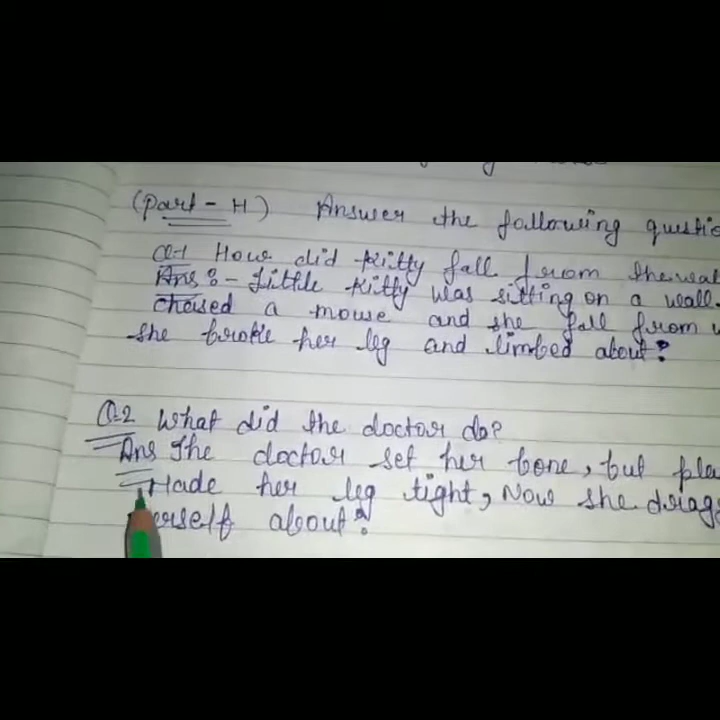 (Part - H) Answer the following questio
Q-1 How did Kitty fall from the wal
Ans :- Little Kitty was sitting on a wall.
chased a mouse and she fall from w
she broke her leg and limbed about?
Q.2 What did the doctor do?
Ans The doctor set her bone, but pla
Made her leg tight, Now she drags
erself about?